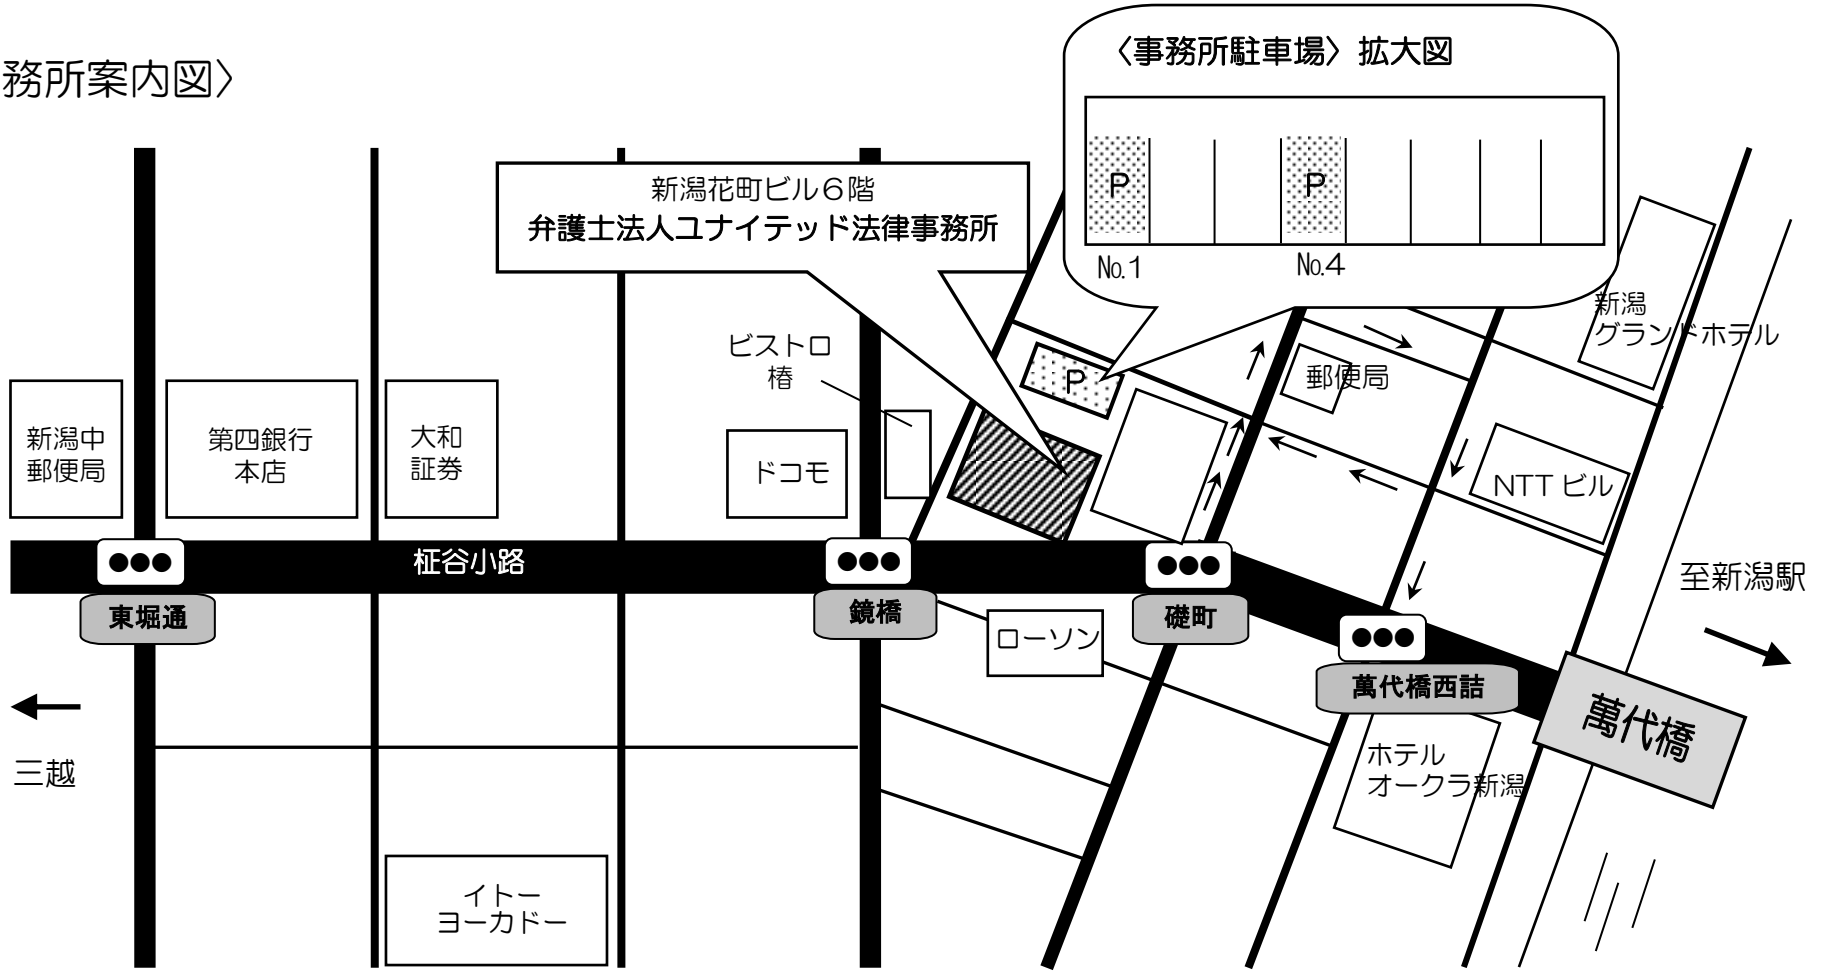 務所案内図〉
〈事務所駐車場〉拡大図
P
P
№1
№4
新潟花町ビル６階
弁護士法人ユナイテッド法律事務所
新潟
グランドホテル
ビストロ
椿
P
郵便局
新潟中
郵便局
第四銀行
本店
大和
証券
ドコモ
NTTビル
柾谷小路
至新潟駅
東堀通
鏡橋
礎町
ローソン
萬代橋西詰
萬代橋
三越
ホテル
オークラ新潟
イトー
ヨーカドー